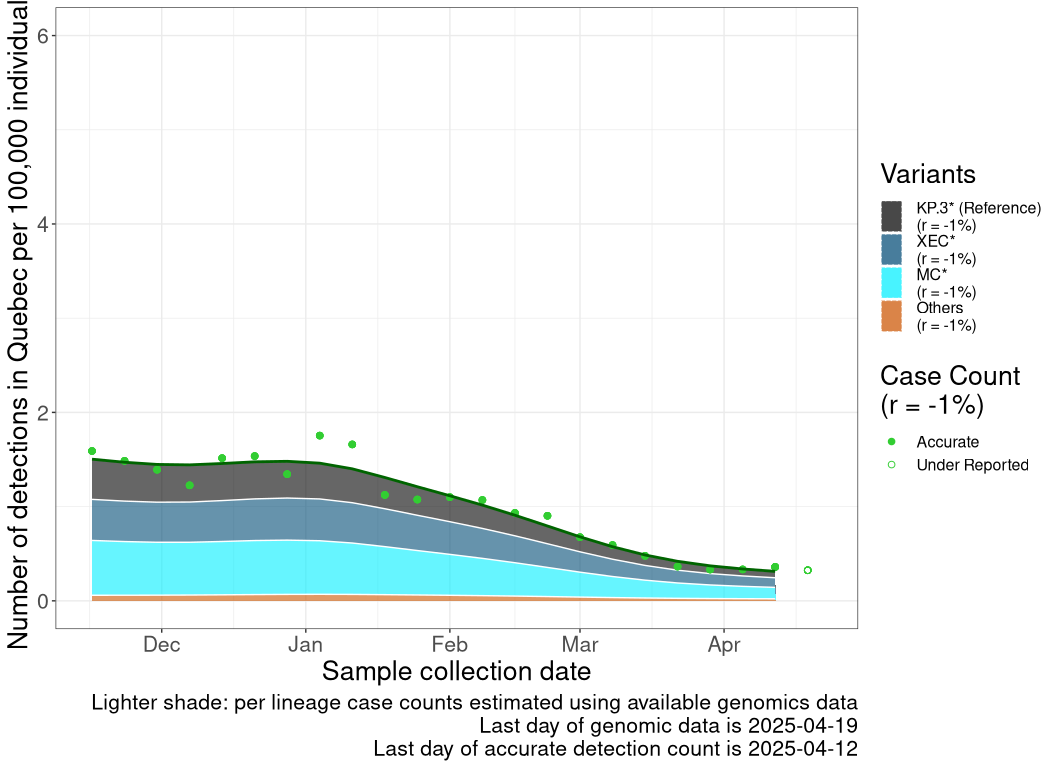 Number of detections in Quebec per 100,000 individual
6
4
2
0
Dec
Jan
Feb
Mar
Apr
Sample collection date
Variants
KP.3* (Reference)
(r = -1%)
XEC*
(r = -1%)
MC*
(r = -1%)
Others
(r = -1%)
Case Count
(r = -1%)
Accurate
Under Reported
Lighter shade: per lineage case counts estimated using available genomics data
Last day of genomic data is 2025-04-19
Last day of accurate detection count is 2025-04-12